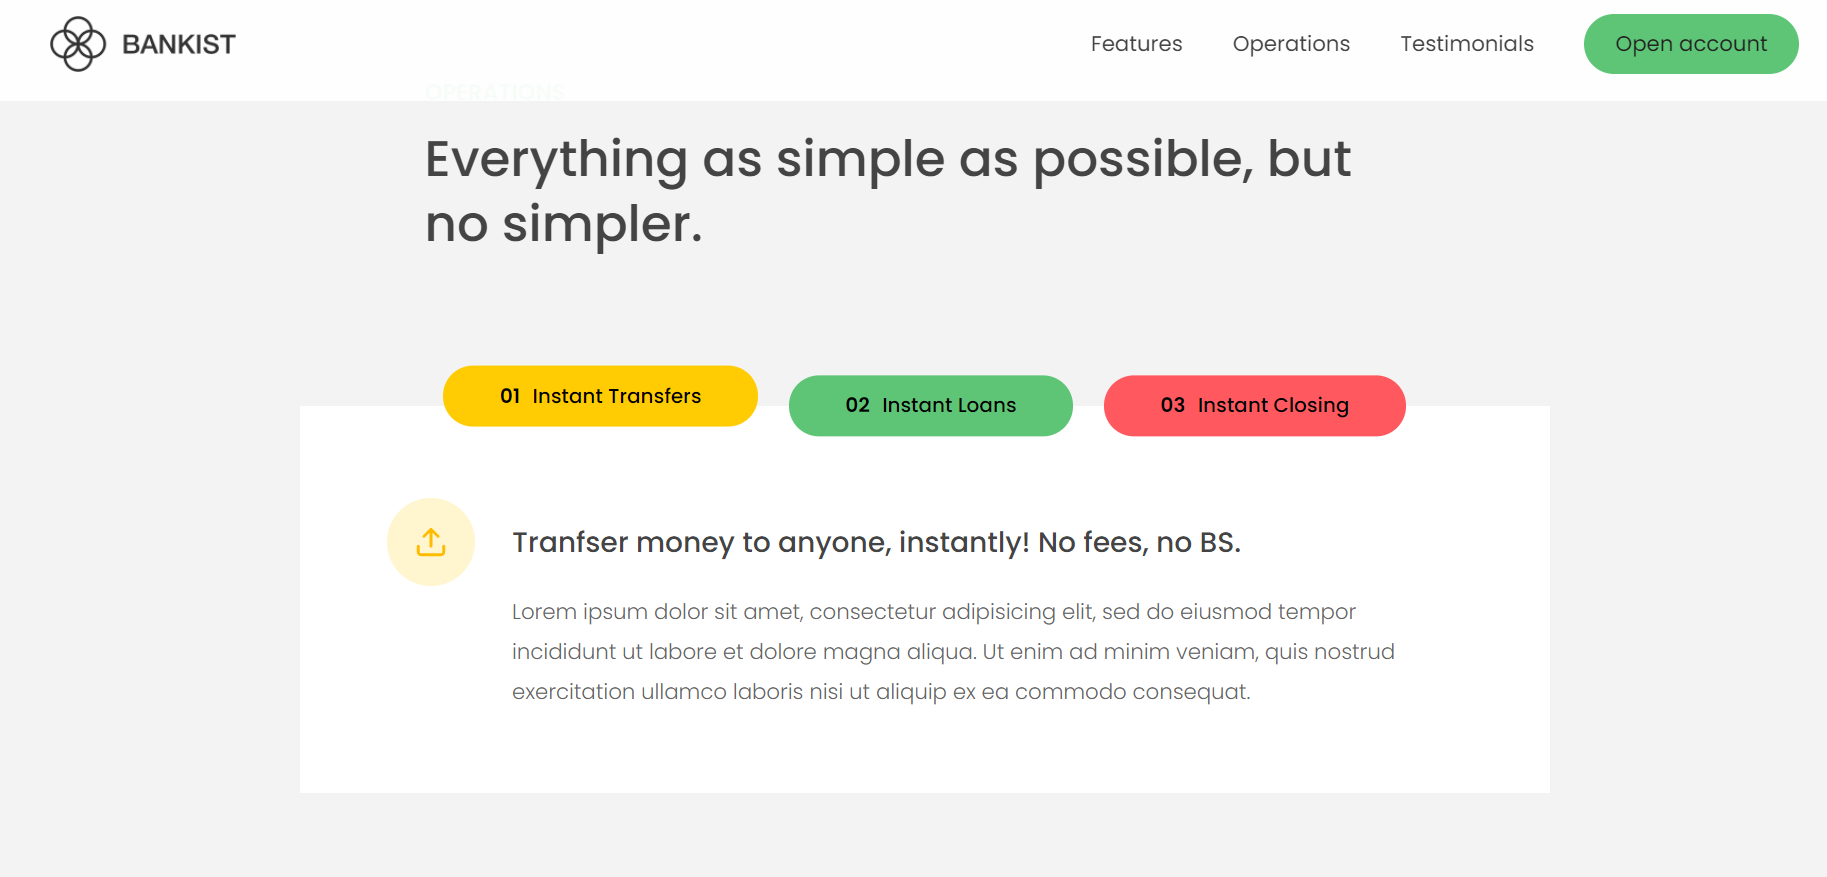 BANKIST
Features
Operations
Testimonials
Open account
OPERATIONS
Everything as simple as possible, but
no simpler.
01 Instant Transfers
02 Instant Loans
03 Instant Closing
Tranfser money to anyone, instantly! No fees, no BS.
Lorem ipsum dolor sit amet, consectetur adipisicing elit, sed do eiusmod tempor
incididunt ut labore et dolore magna aliqua. Ut enim ad minim veniam, quis nostrud
exercitation ullamco laboris nisi ut aliquip ex ea commodo consequat.